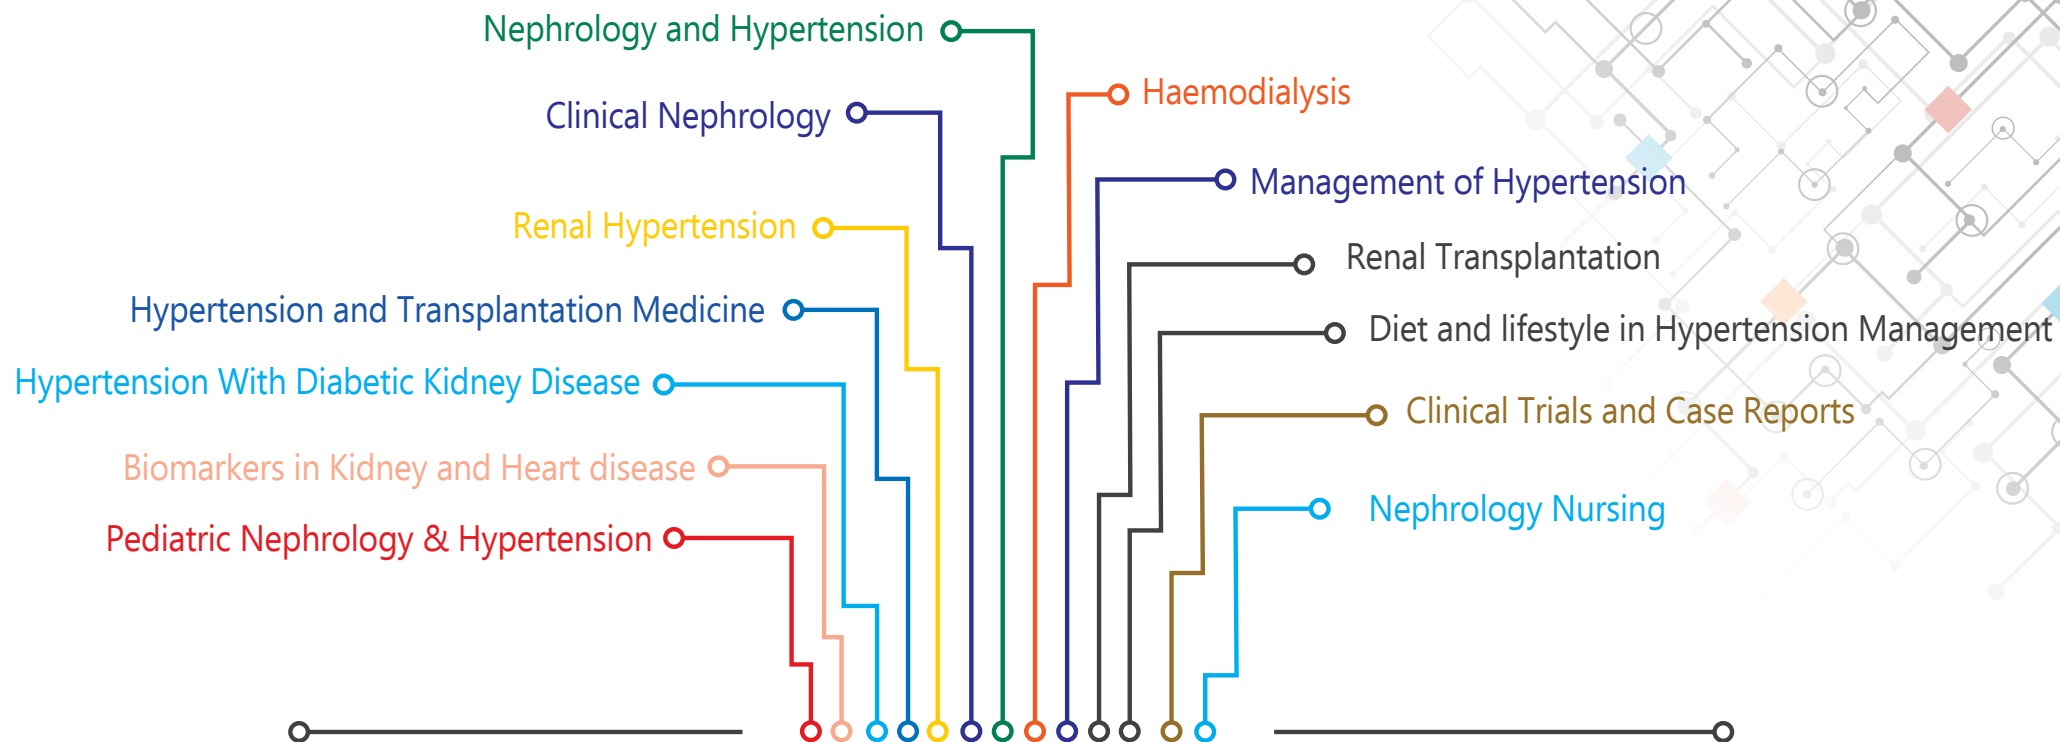 Nephrology and Hypertension
Clinical Nephrology
Renal Hypertension
Hypertension and Transplantation Medicine
Hypertension With Diabetic Kidney Disease
Biomarkers in Kidney and Heart disease
Pediatric Nephrology & Hypertension
Haemodialysis
Management of Hypertension
Renal Transplantation
Diet and lifestyle in Hypertension Management
Clinical Trials and Case Reports
Nephrology Nursing